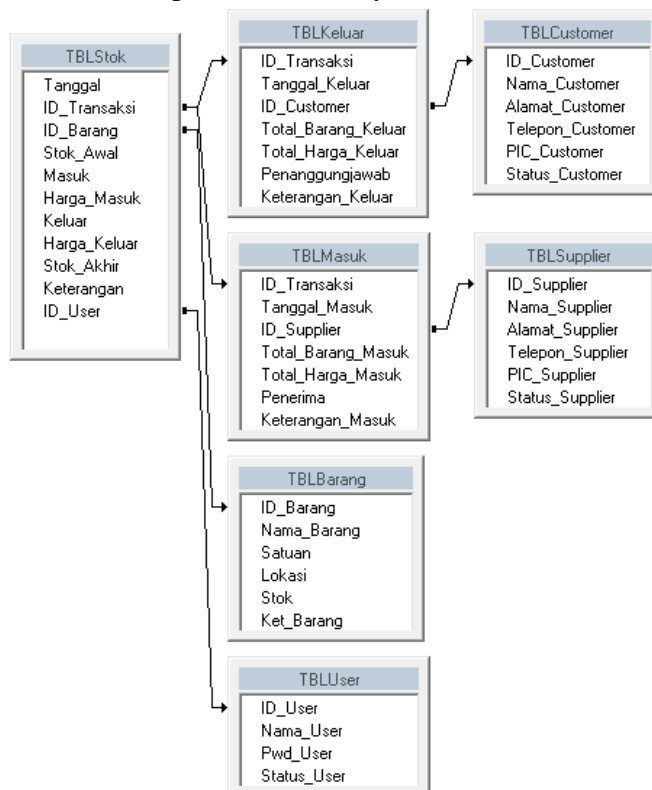 TBLStok
Tanggal
ID_Transaksi
ID_Barang
Stok_Awal
Masuk
Harga_Masuk
Keluar
Harga_Keluar
Stok_Akhir
Keterangan
ID_User
TBLKeluar
ID_Transaksi
Tanggal_Keluar
ID_Customer
Total_Barang_Keluar
Total_Harga_Keluar
Penanggungjawab
Keterangan_Keluar
TBLCustomer
ID_Customer
Nama_Customer
Alamat_Customer
Telepon_Customer
PIC_Customer
Status_Customer
TBLMasuk
ID_Transaksi
Tanggal_Masuk
ID_Supplier
Total_Barang_Masuk
Total_Harga_Masuk
Penerima
Keterangan_Masuk
TBLSupplier
ID_Supplier
Nama_Supplier
Alamat_Supplier
Telepon_Supplier
PIC_Supplier
Status_Supplier
TBLBarang
ID_Barang
Nama_Barang
Satuan
Lokasi
Stok
Ket_Barang
TBLUser
ID_User
Nama_User
Pwd_User
Status_User